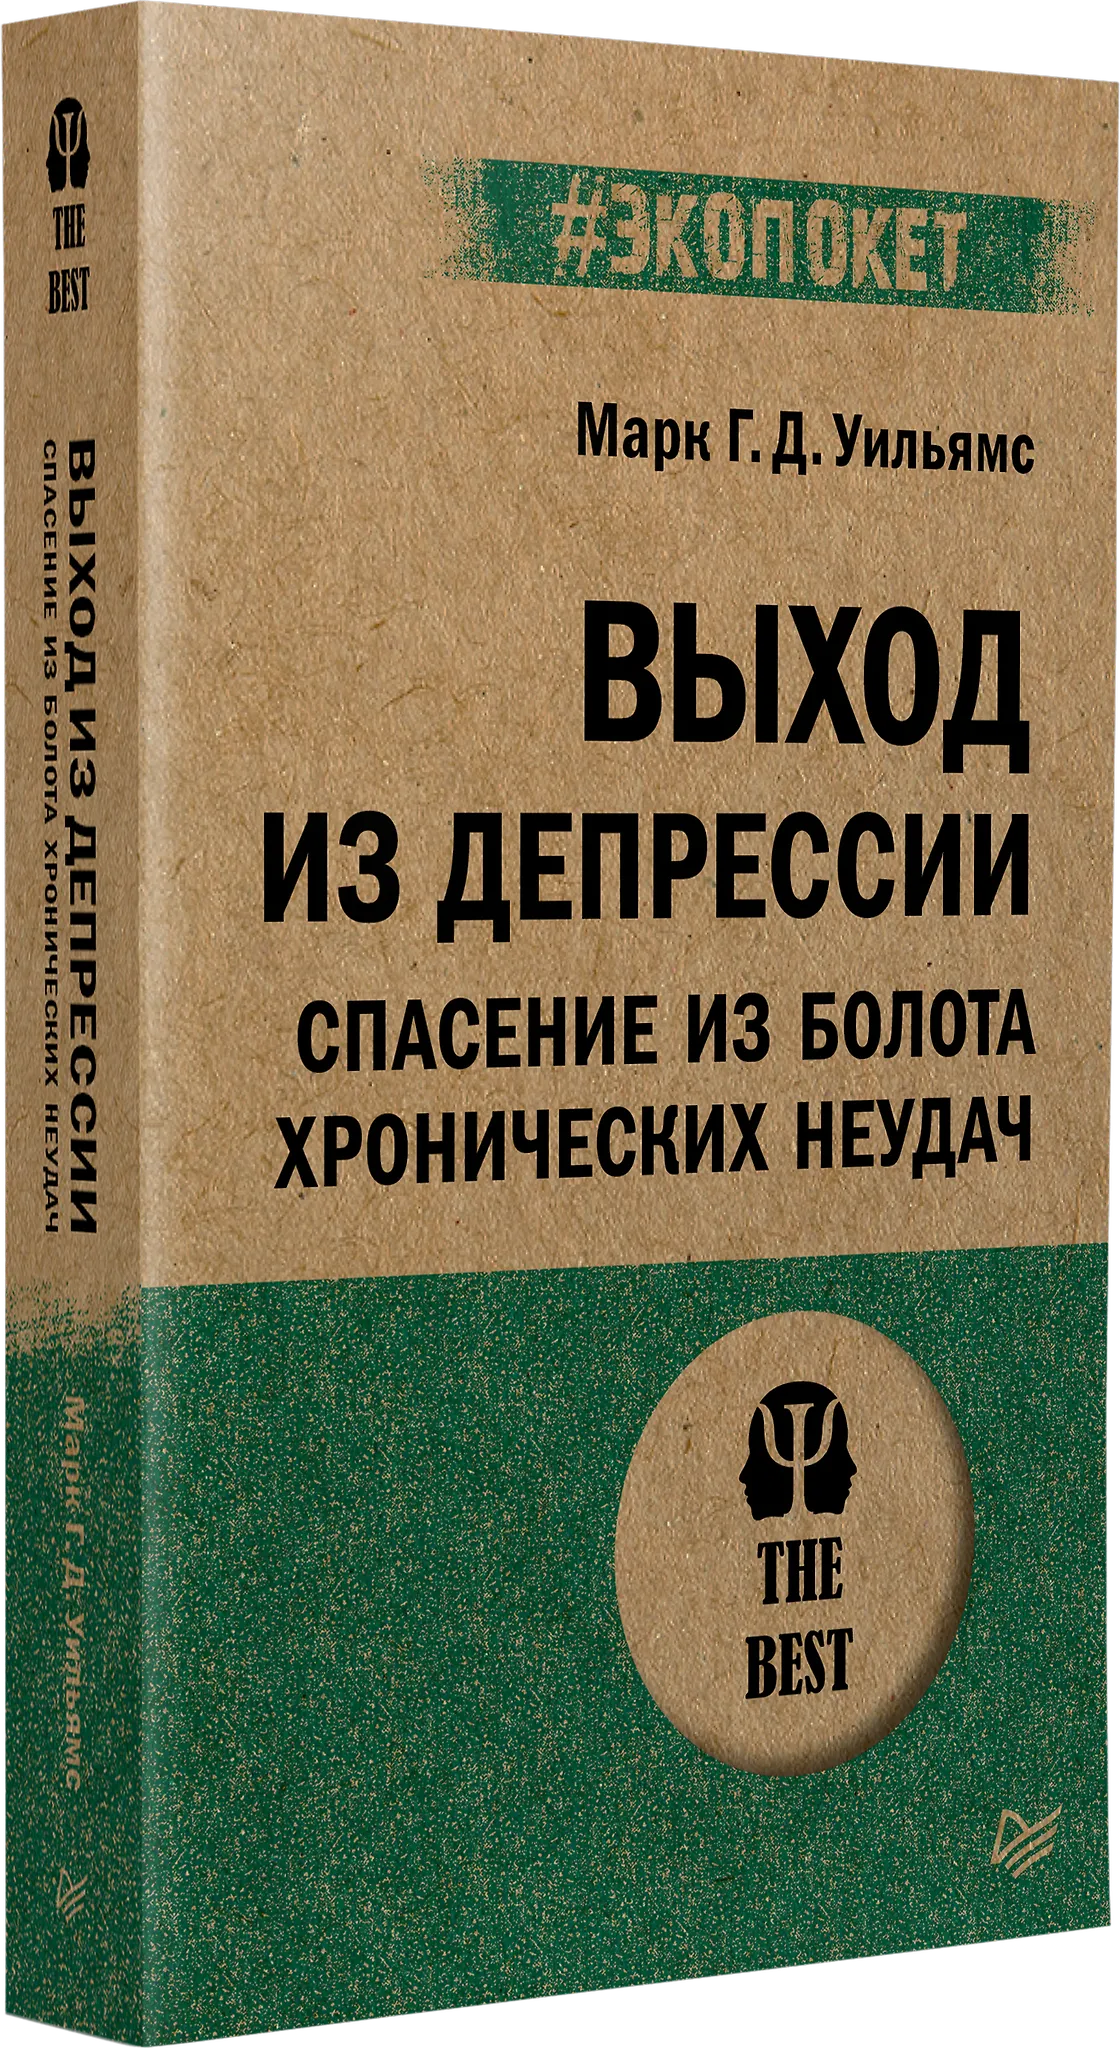 #ЭКОПОКЕТ
Марк Г. Д. Уильямс
ВЫХОД
ИЗ ДЕПРЕССИИ
СПАСЕНИЕ ИЗ БОЛОТА
ХРОНИЧЕСКИХ НЕУДАЧ
THE
BEST
THE
BEST
ВЫХОД ИЗ ДЕПРЕССИИ
СПАСЕНИЕ ИЗ БОЛОТА ХРОНИЧЕСКИХ НЕУДАЧ
Марк Г. Д. Уильямс